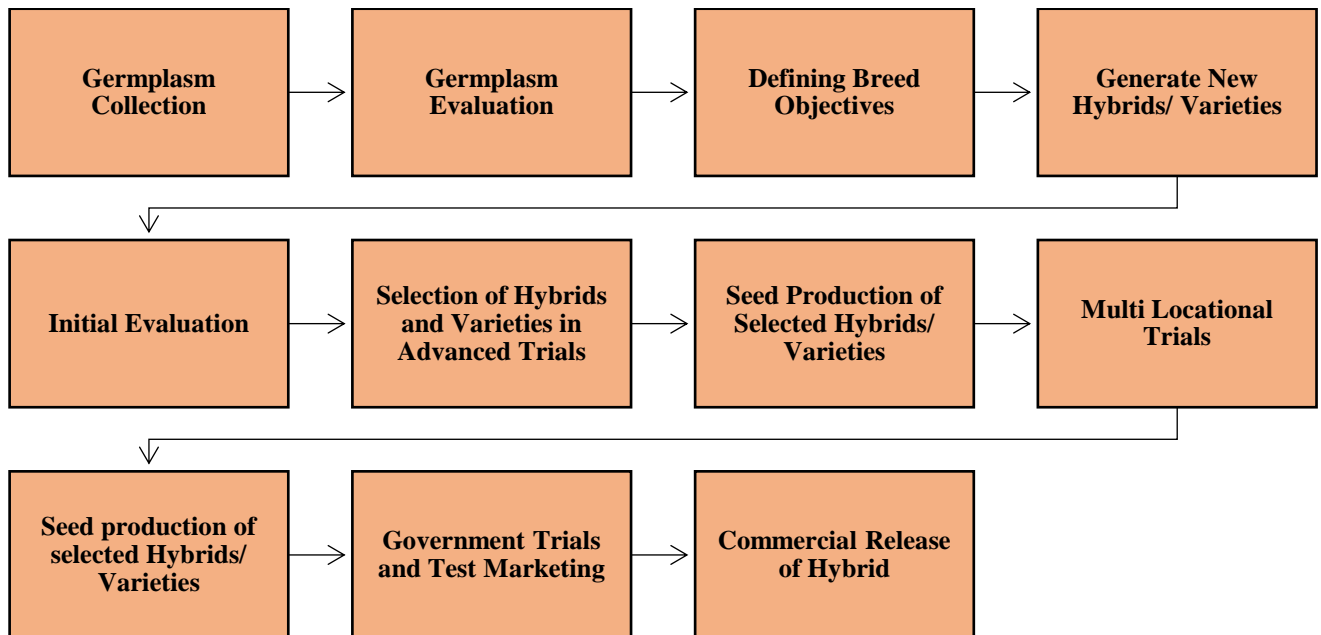 Germplasm
Collection
Germplasm
Evaluation
Defining Breed
Objectives
Generate New
Hybrids/ Varieties
Initial Evaluation
Selection of Hybrids
and Varieties in
Advanced Trials
Seed Production of
Selected Hybrids/
Varieties
Multi Locational
Trials
Seed production of
selected Hybrids/
Varieties
Government Trials
and Test Marketing
Commercial Release
of Hybrid